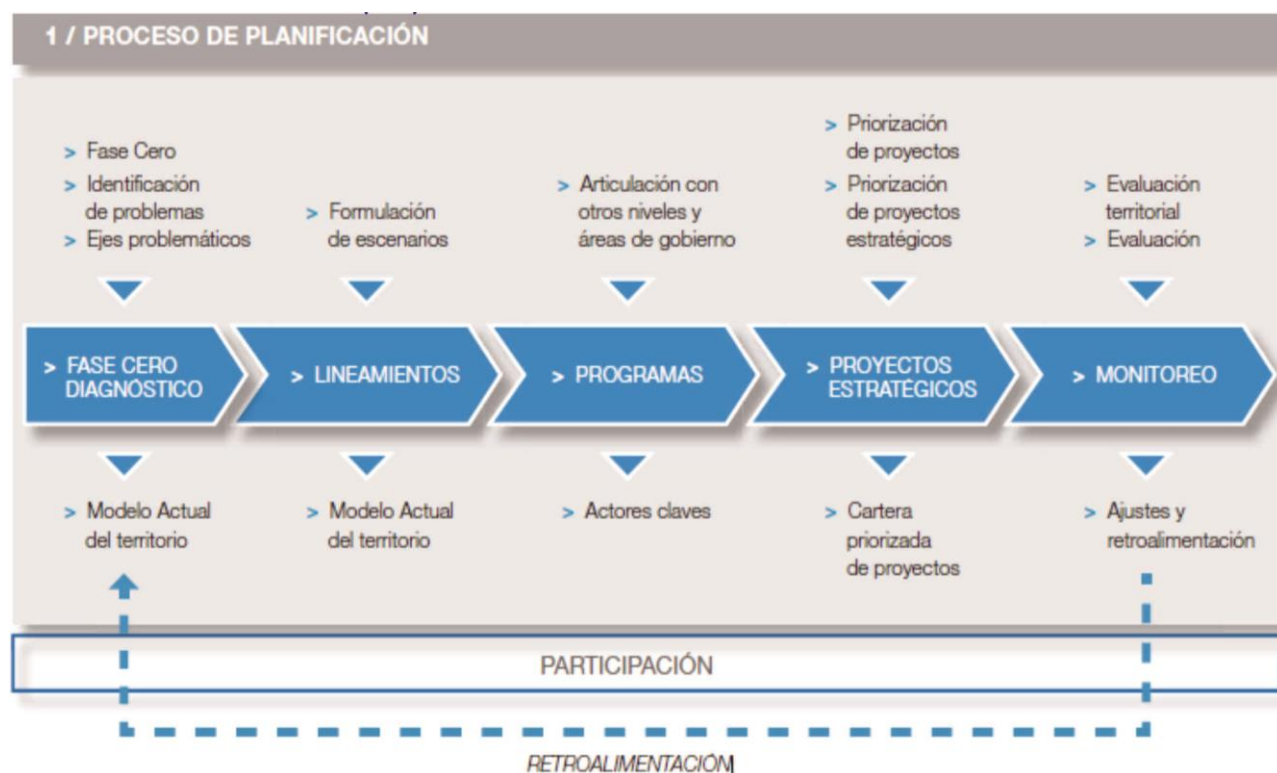 1 / PROCESO DE PLANIFICACIÓN
> Fase Cero
> Identificación
de problemas
> Ejes problemáticos
> Formulación
de escenarios
> Articulación con
otros niveles y
áreas de gobierno
> Priorización
de proyectos
> Priorización
de proyectos
estratégicos
> Evaluación
territorial
> Evaluación
> FASE CERO
DIAGNÓSTICO
> LINEAMIENTOS
> PROGRAMAS
> PROYECTOS
ESTRATÉGICOS
> MONITOREO
> Modelo Actual
del territorio
> Modelo Actual
del territorio
> Actores claves
> Cartera
priorizada
de proyectos
> Ajustes y
retroalimentación
PARTICIPACIÓN
RETROALIMENTACIÓN